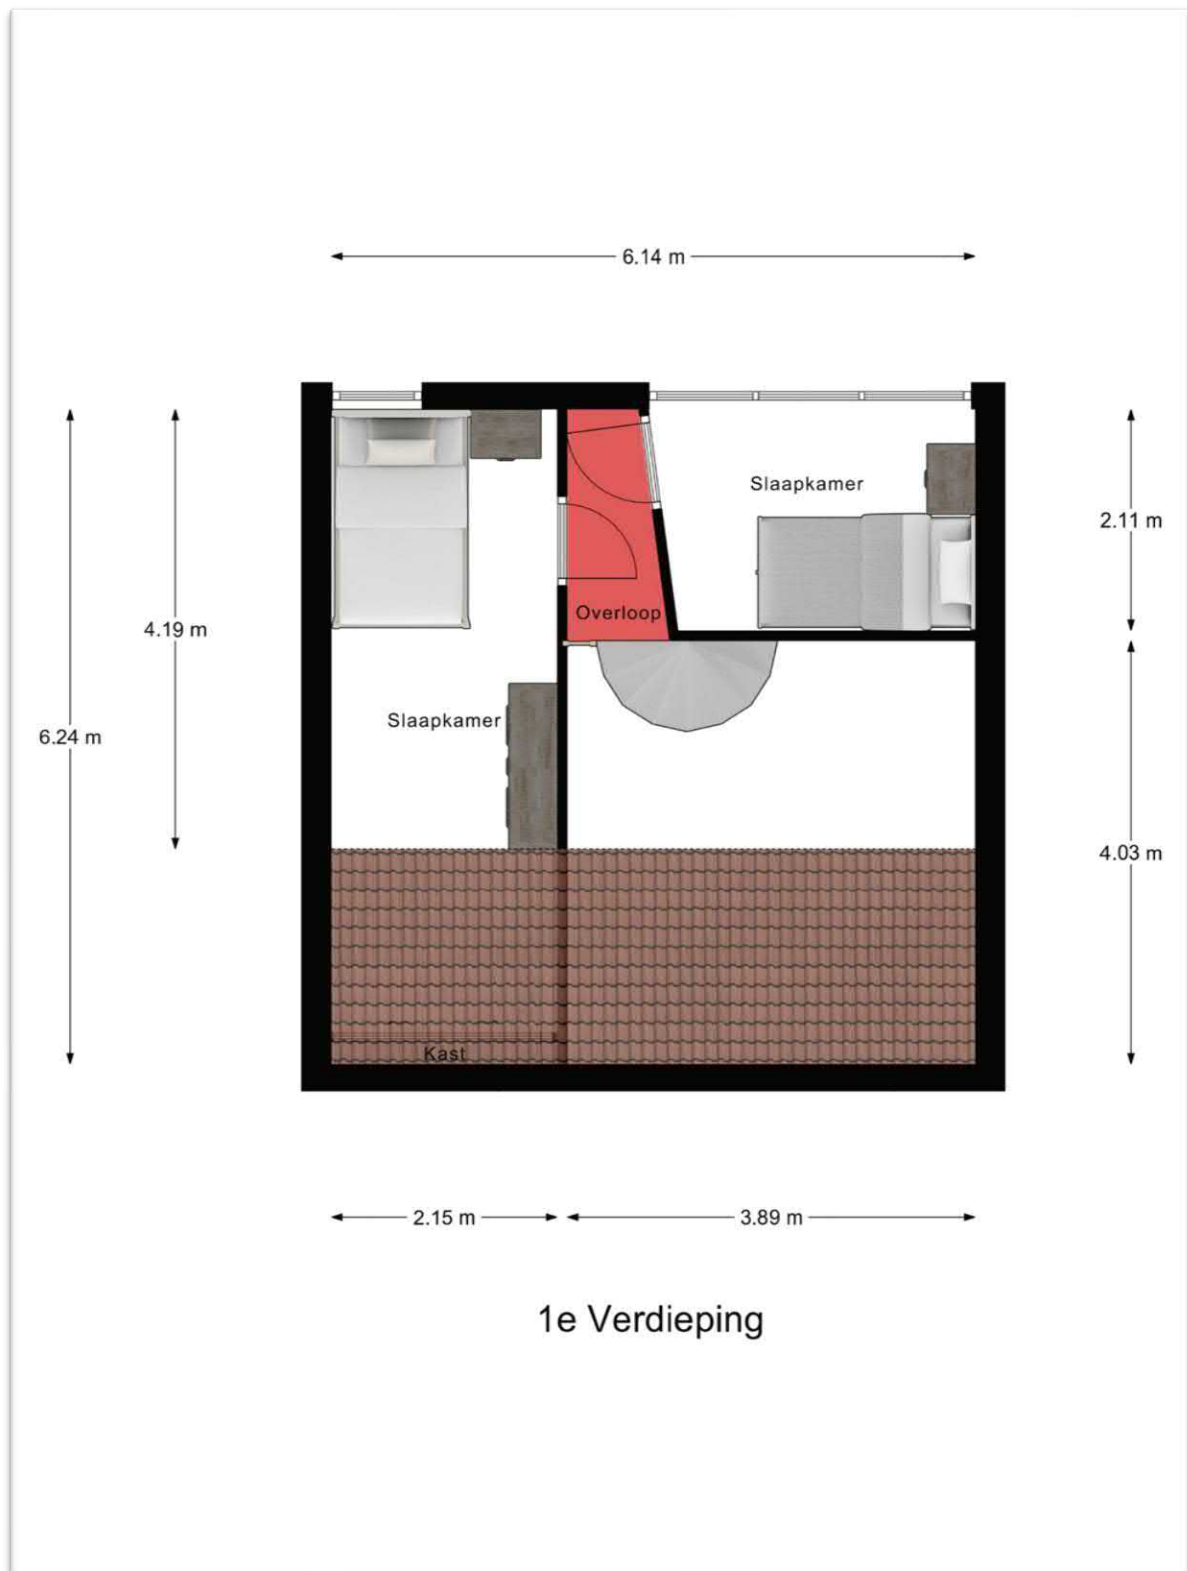 6.14 m
Slaapkamer
2.11 m
Overloop
4.19 m
Slaapkamer
6.24 m
4.03 m
Kast
2.15 m
3.89 m
1e Verdieping